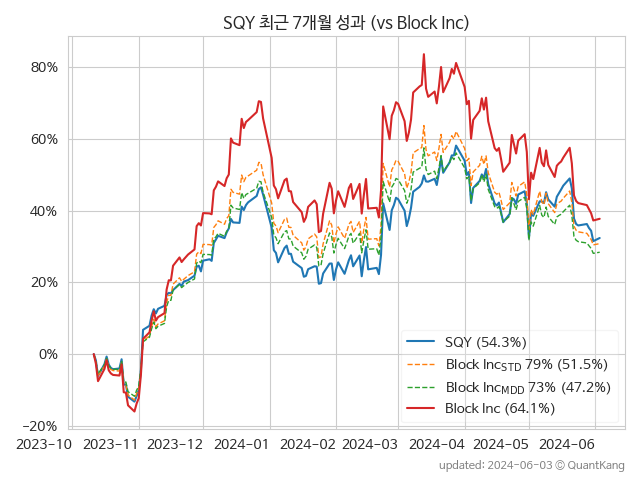 SQY 최근 7개월 성과 (vs Block Inc)
80%
60%
40%
20%
0%
−20%
SQY (54.3%)
Block IncSTD 79% (51.5%)
Block IncMDD 73% (47.2%)
Block Inc (64.1%)
2023-10 2023-11 2023-12 2024-01 2024-02 2024-03 2024-04 2024-05 2024-06
updated: 2024-06-03 ⓒ QuantKang